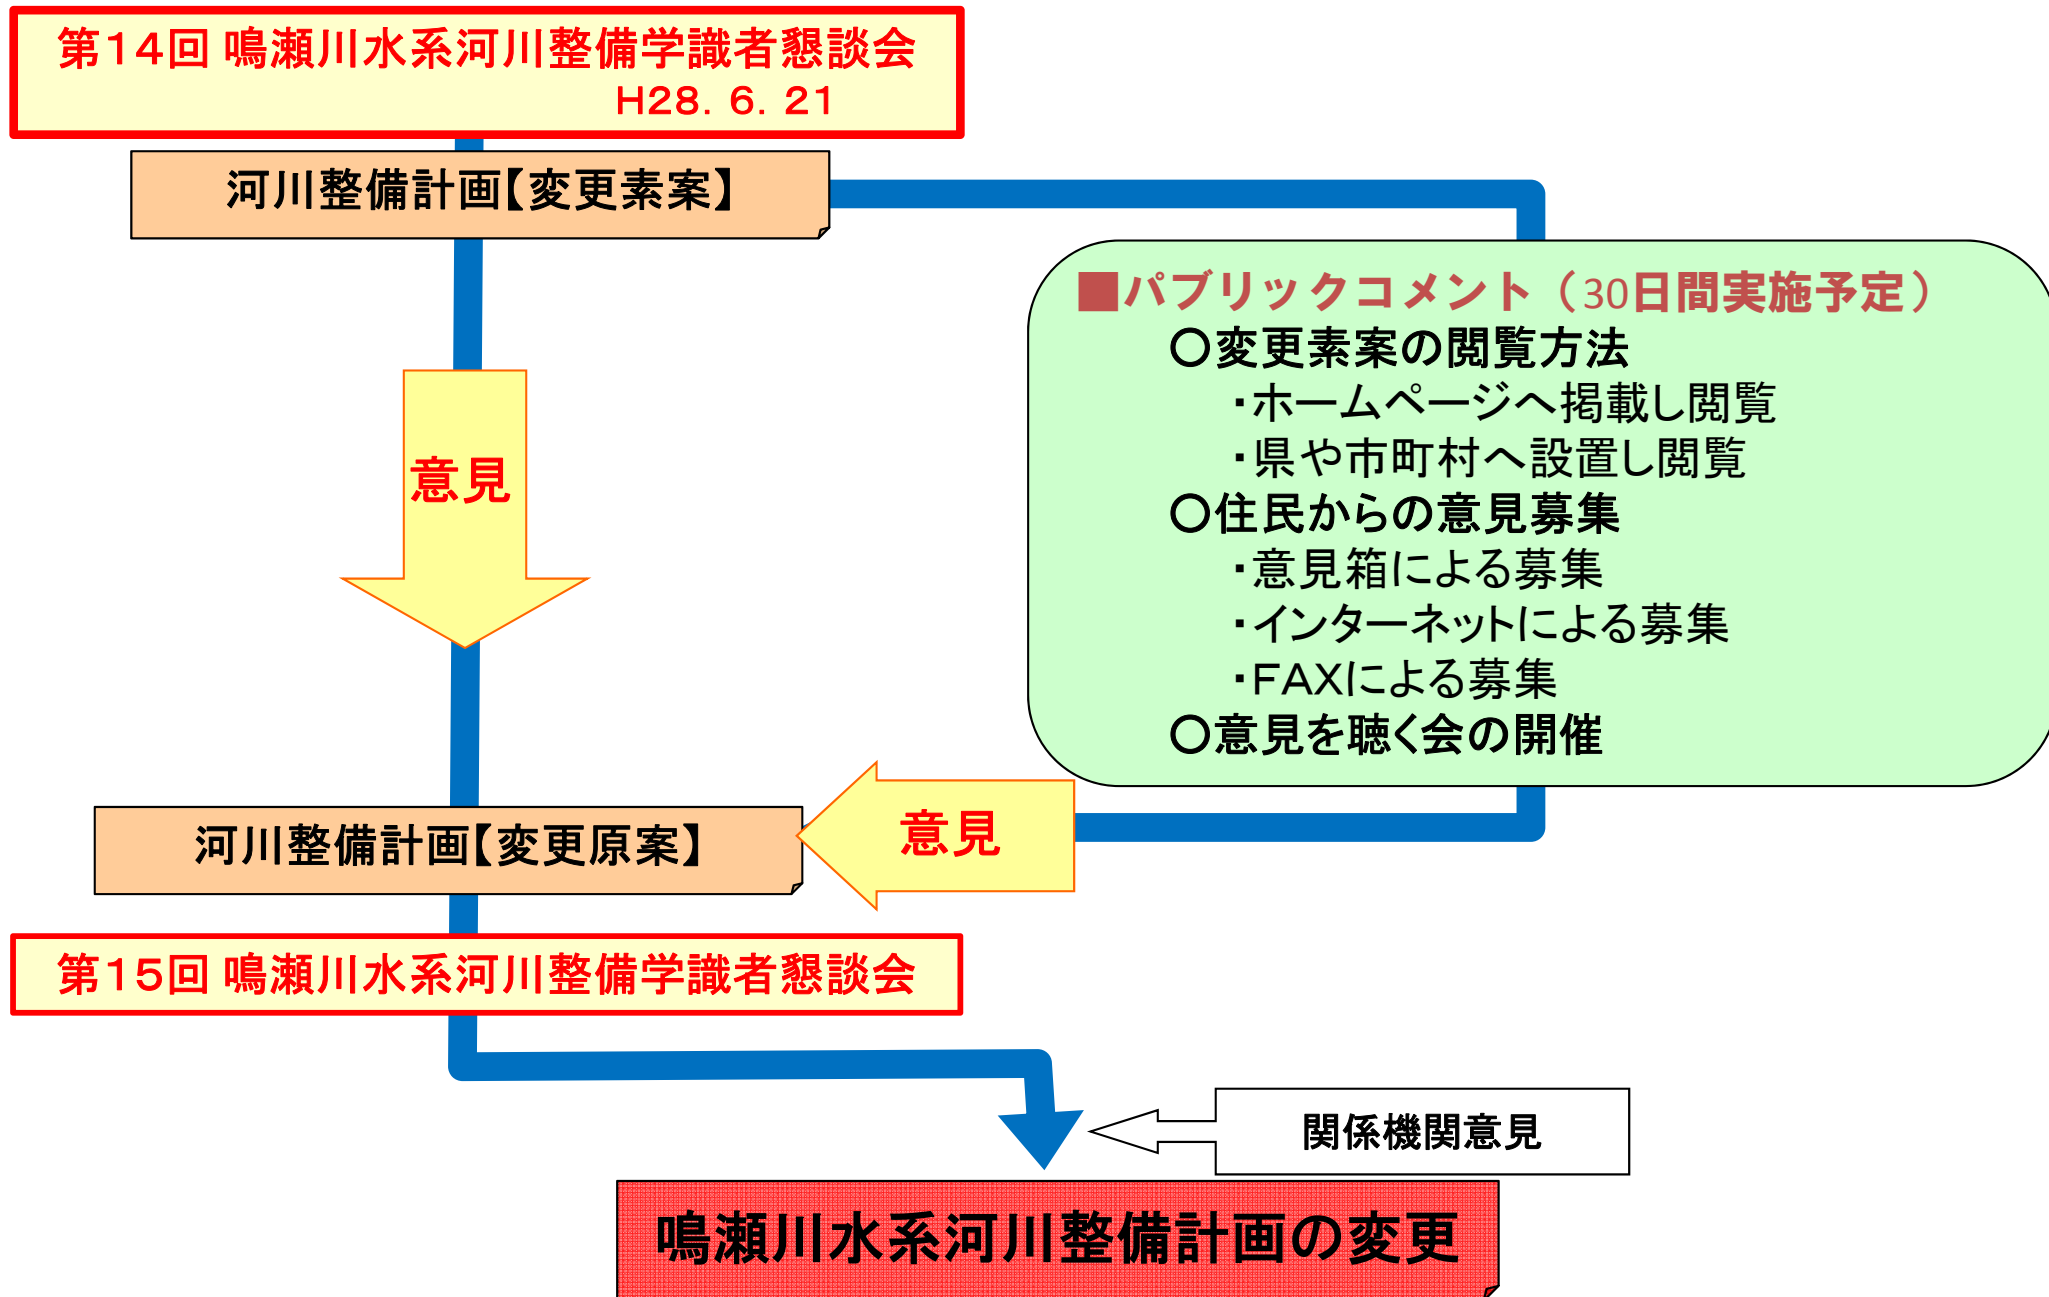 第14回 鳴瀬川水系河川整備学識者懇談会
H28．6．21
河川整備計画【変更素案】
■パブリックコメント（30日間実施予定）
〇変更素案の閲覧方法
・ホームページへ掲載し閲覧
・県や市町村へ設置し閲覧
〇住民からの意見募集
・意見箱による募集
・インターネットによる募集
・FAXによる募集
〇意見を聴く会の開催
意見
意見
河川整備計画【変更原案】
第15回 鳴瀬川水系河川整備学識者懇談会
関係機関意見
鳴瀬川水系河川整備計画の変更